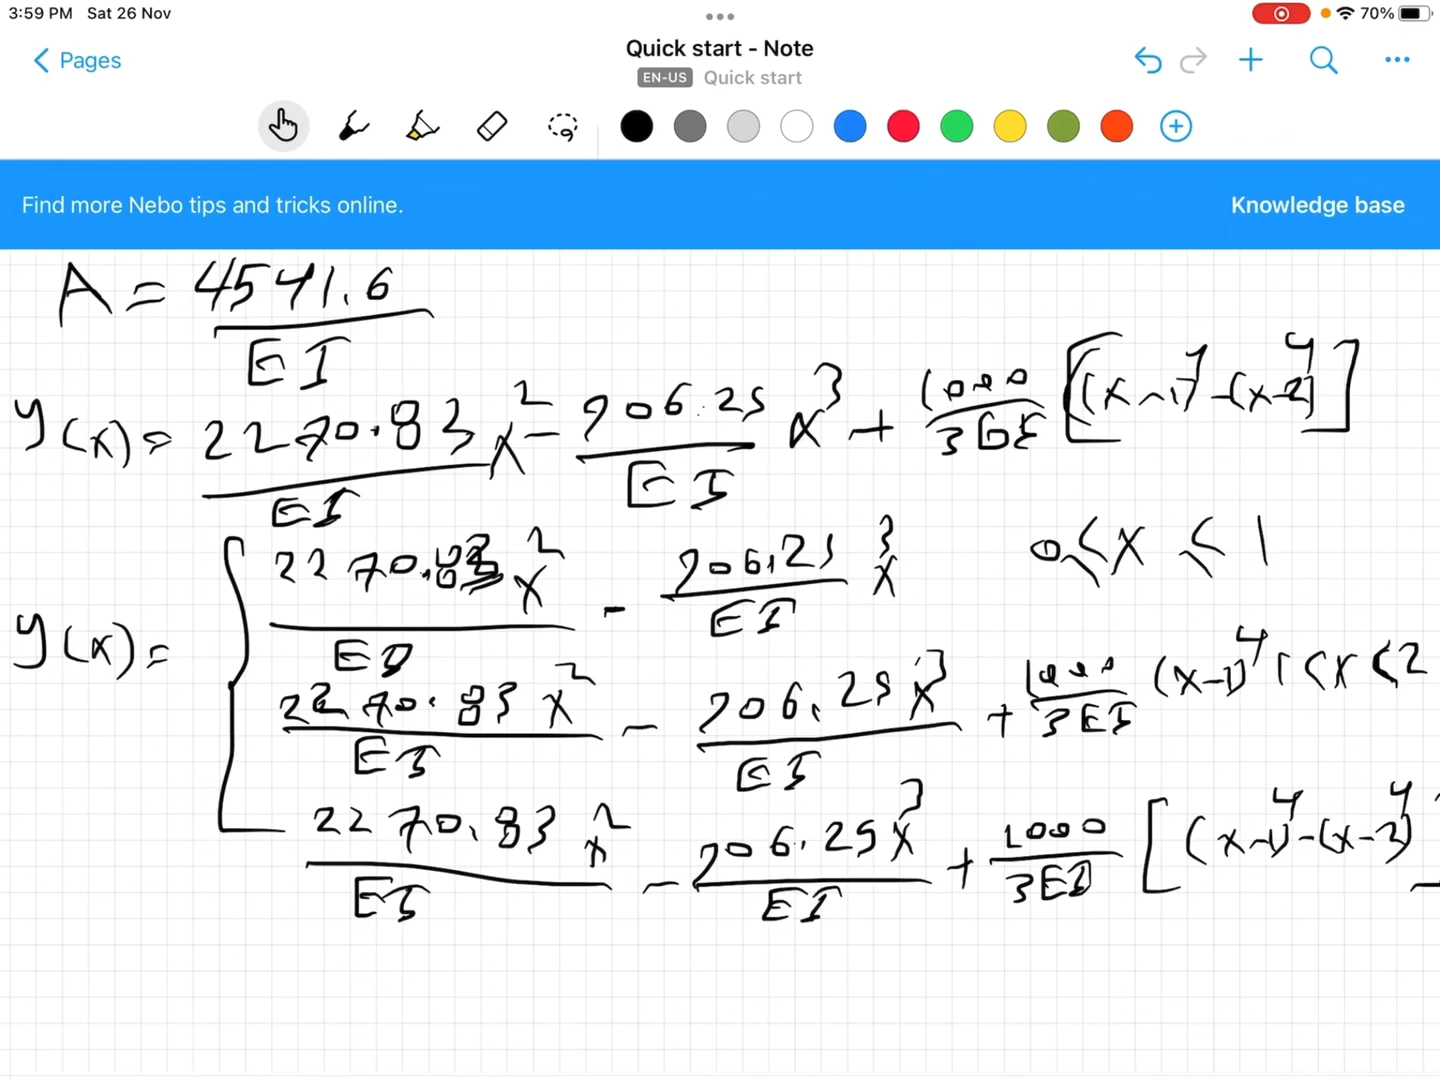 3:59 PM Sat 26 Nov
70%
Pages
Quick start - Note
EN-US Quick start
Find more Nebo tips and tricks online.
Knowledge base
A = 4541.6 / EI
y(x) = 2270.83/EI x² - 206.25/EI x³ + 1000/3EI [(x-1)⁴ - (x-2)⁴]
y(x) = { 2270.83 x²/EI - 206.25/EI x³ 0 < x < 1
2270.83 x²/EI - 206.25 x³/EI + 1000/3EI (x-1)⁴ 1 < x < 2
2270.83 x²/EI - 206.25 x³/EI + 1000/3EI [(x-1)⁴ - (x-2)⁴